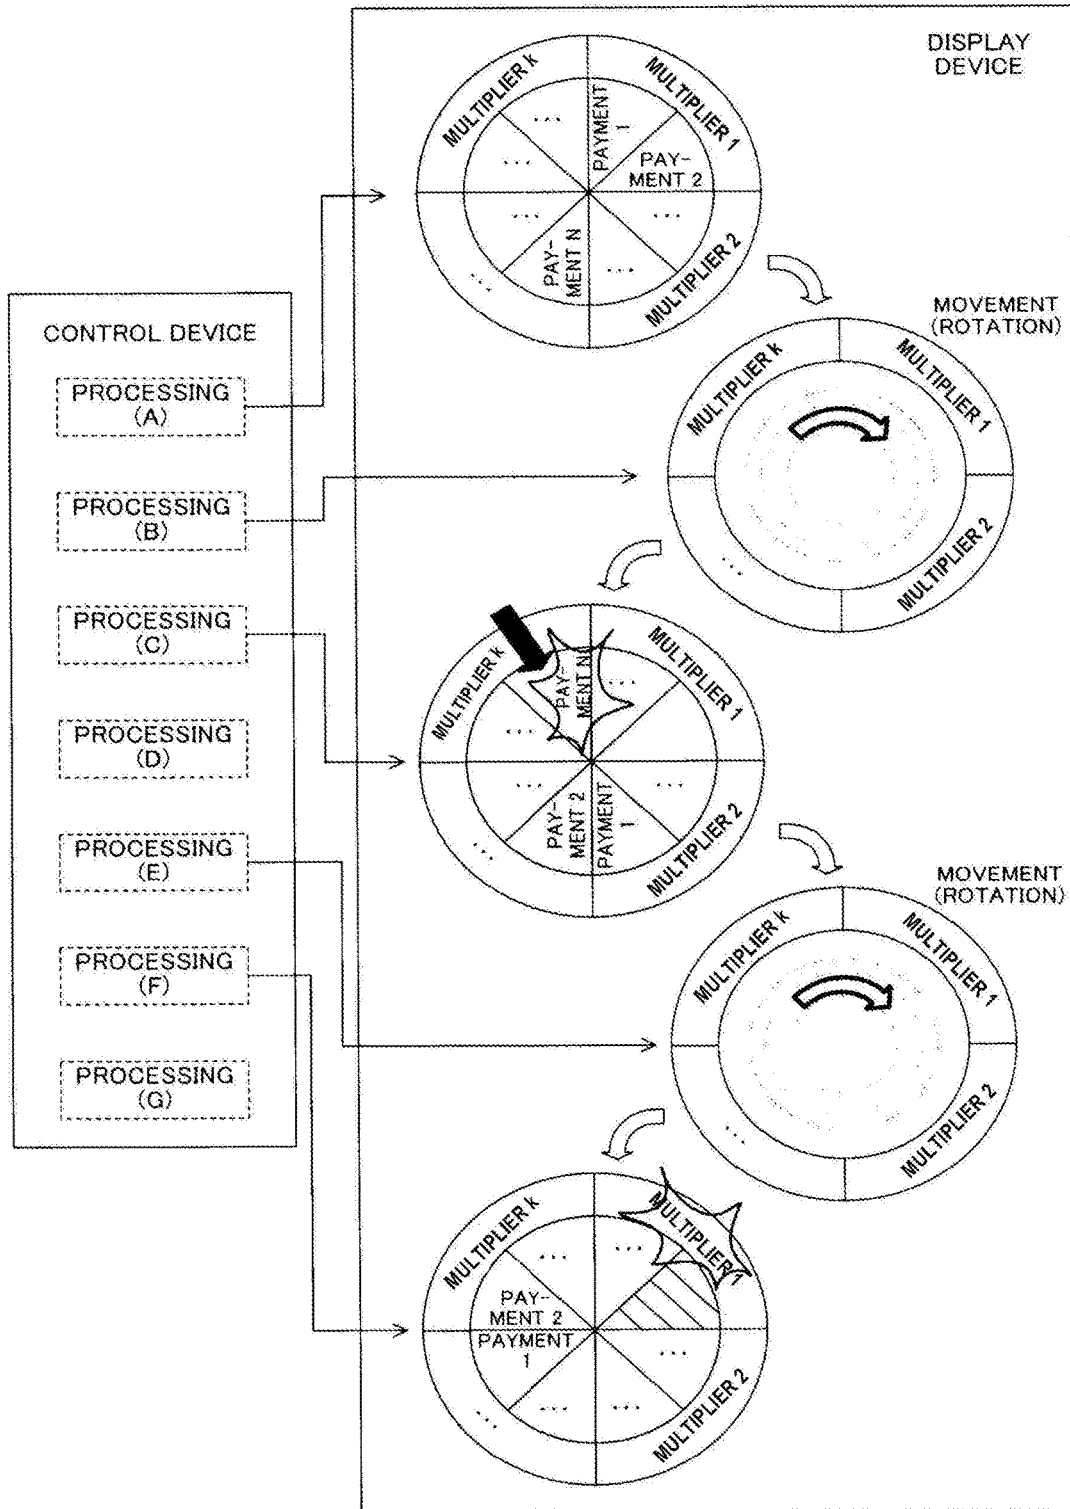 DISPLAY
DEVICE
MULTIPLIER k
MULTIPLIER 1
...
PAYMENT
1
...
PAY-
MENT 2
...
...
PAY-
MENT N
...
...
MULTIPLIER 2
MOVEMENT
(ROTATION)
CONTROL DEVICE
PROCESSING
(A)
PROCESSING
(B)
PROCESSING
(C)
PROCESSING
(D)
PROCESSING
(E)
PROCESSING
(F)
PROCESSING
(G)
MULTIPLIER k
MULTIPLIER 1
...
MULTIPLIER 2
MULTIPLIER k
PAY-
MENT N
...
MULTIPLIER 1
...
...
...
PAY-
MENT 2
PAYMENT
1
...
...
MULTIPLIER 2
MOVEMENT
(ROTATION)
MULTIPLIER k
MULTIPLIER 1
...
MULTIPLIER 2
MULTIPLIER k
MULTIPLIER 1
...
...
PAY-
MENT 2
PAYMENT
1
...
...
...
...
MULTIPLIER 2